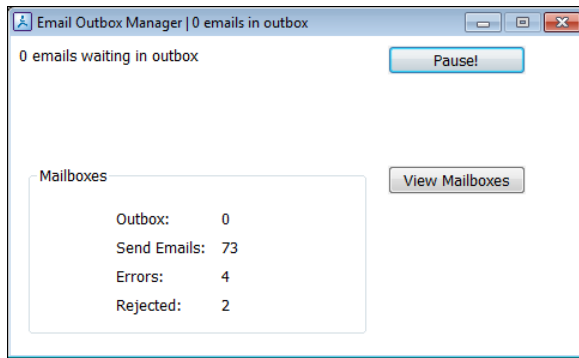 Email Outbox Manager | 0 emails in outbox
0 emails waiting in outbox
Pause!
Mailboxes
View Mailboxes
Outbox: 0
Send Emails: 73
Errors: 4
Rejected: 2